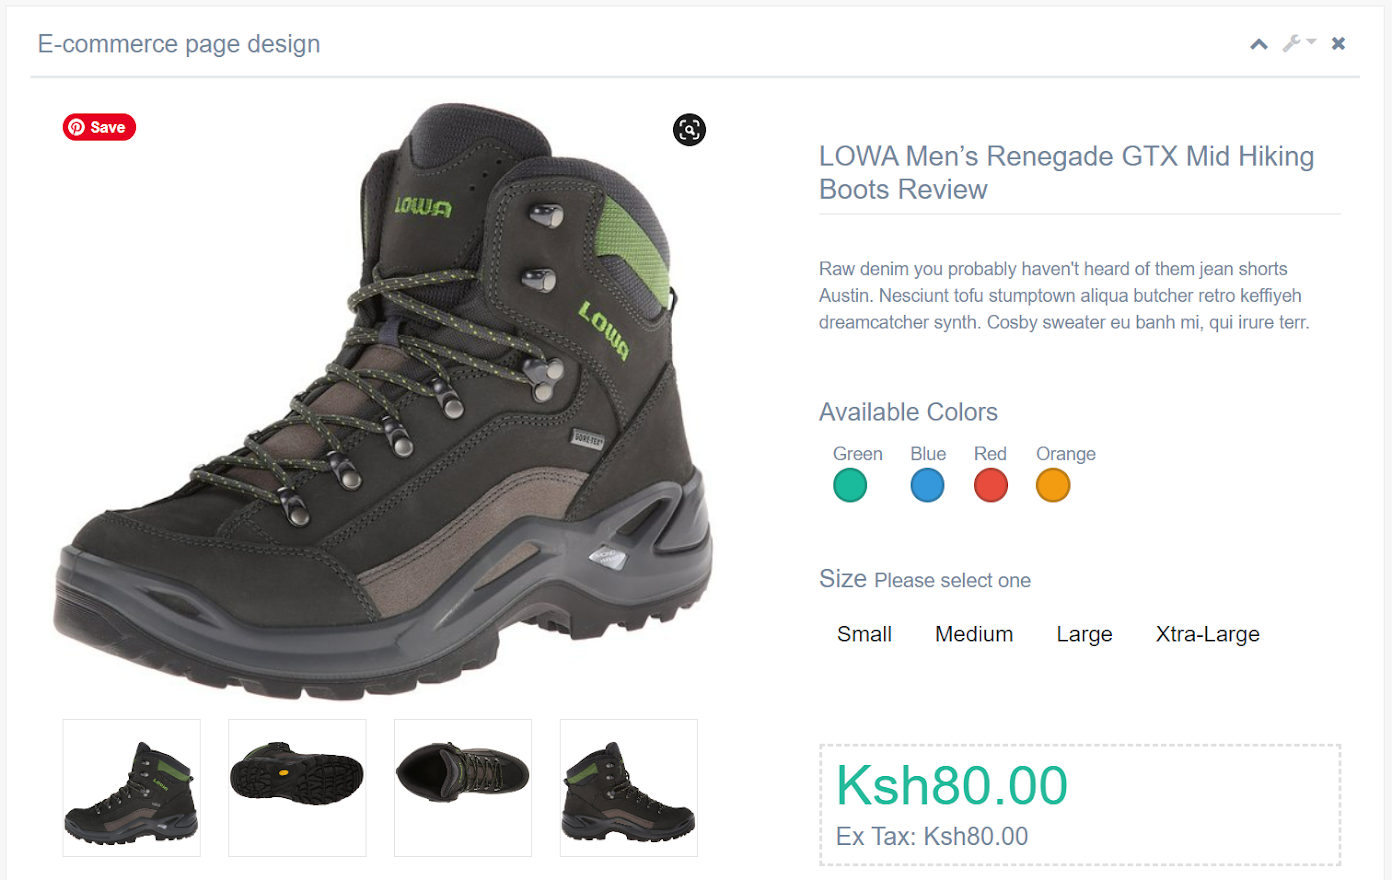 E-commerce page design
Save
LOWA
LOWA
GORE-TEX
LOWA Men’s Renegade GTX Mid Hiking
Boots Review
Raw denim you probably haven't heard of them jean shorts
Austin. Nesciunt tofu stumptown aliqua butcher retro keffiyeh
dreamcatcher synth. Cosby sweater eu banh mi, qui irure terr.
Available Colors
Green Blue Red Orange
Size Please select one
Small Medium Large Xtra-Large
Ksh80.00
Ex Tax: Ksh80.00